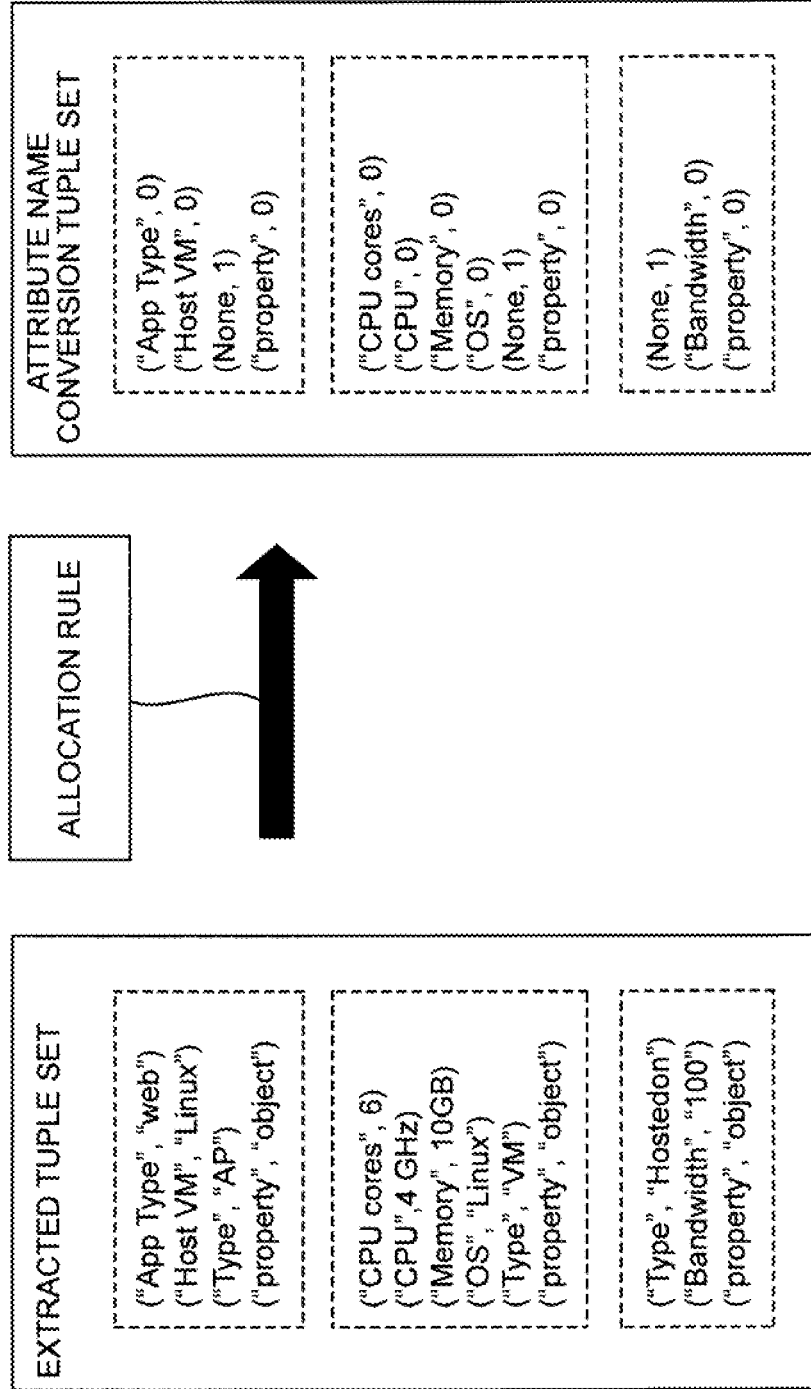 EXTRACTED TUPLE SET
("App Type", "web")
("Host VM", "Linux")
("Type", "AP")
("property", "object")
("CPU cores", 6)
("CPU",4 GHz)
("Memory", 10GB)
("OS", "Linux")
("Type", "VM")
("property", "object")
("Type", "Hostedon")
("Bandwidth", "100")
("property", "object")
ALLOCATION RULE
ATTRIBUTE NAME
CONVERSION TUPLE SET
("App Type", 0)
("Host VM", 0)
(None, 1)
("property", 0)
("CPU cores", 0)
("CPU", 0)
("Memory", 0)
("OS", 0)
(None, 1)
("property", 0)
(None, 1)
("Bandwidth", 0)
("property", 0)